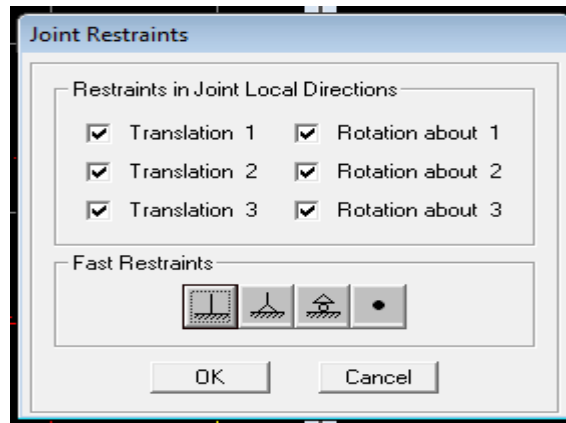 Joint Restraints
Restraints in Joint Local Directions
Translation 1 Rotation about 1
Translation 2 Rotation about 2
Translation 3 Rotation about 3
Fast Restraints
OK Cancel